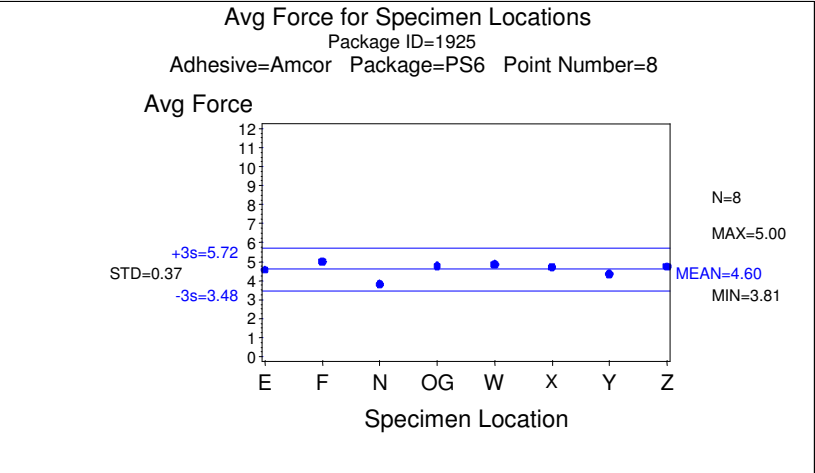 Avg Force for Specimen Locations
Package ID=1925
Adhesive=Amcor Package=PS6 Point Number=8
Avg Force
12
11
10
9
8
7
6
5
4
3
2
1
0
+3s=5.72
STD=0.37
-3s=3.48
N=8
MAX=5.00
MEAN=4.60
MIN=3.81
E F N OG W X Y Z
Specimen Location